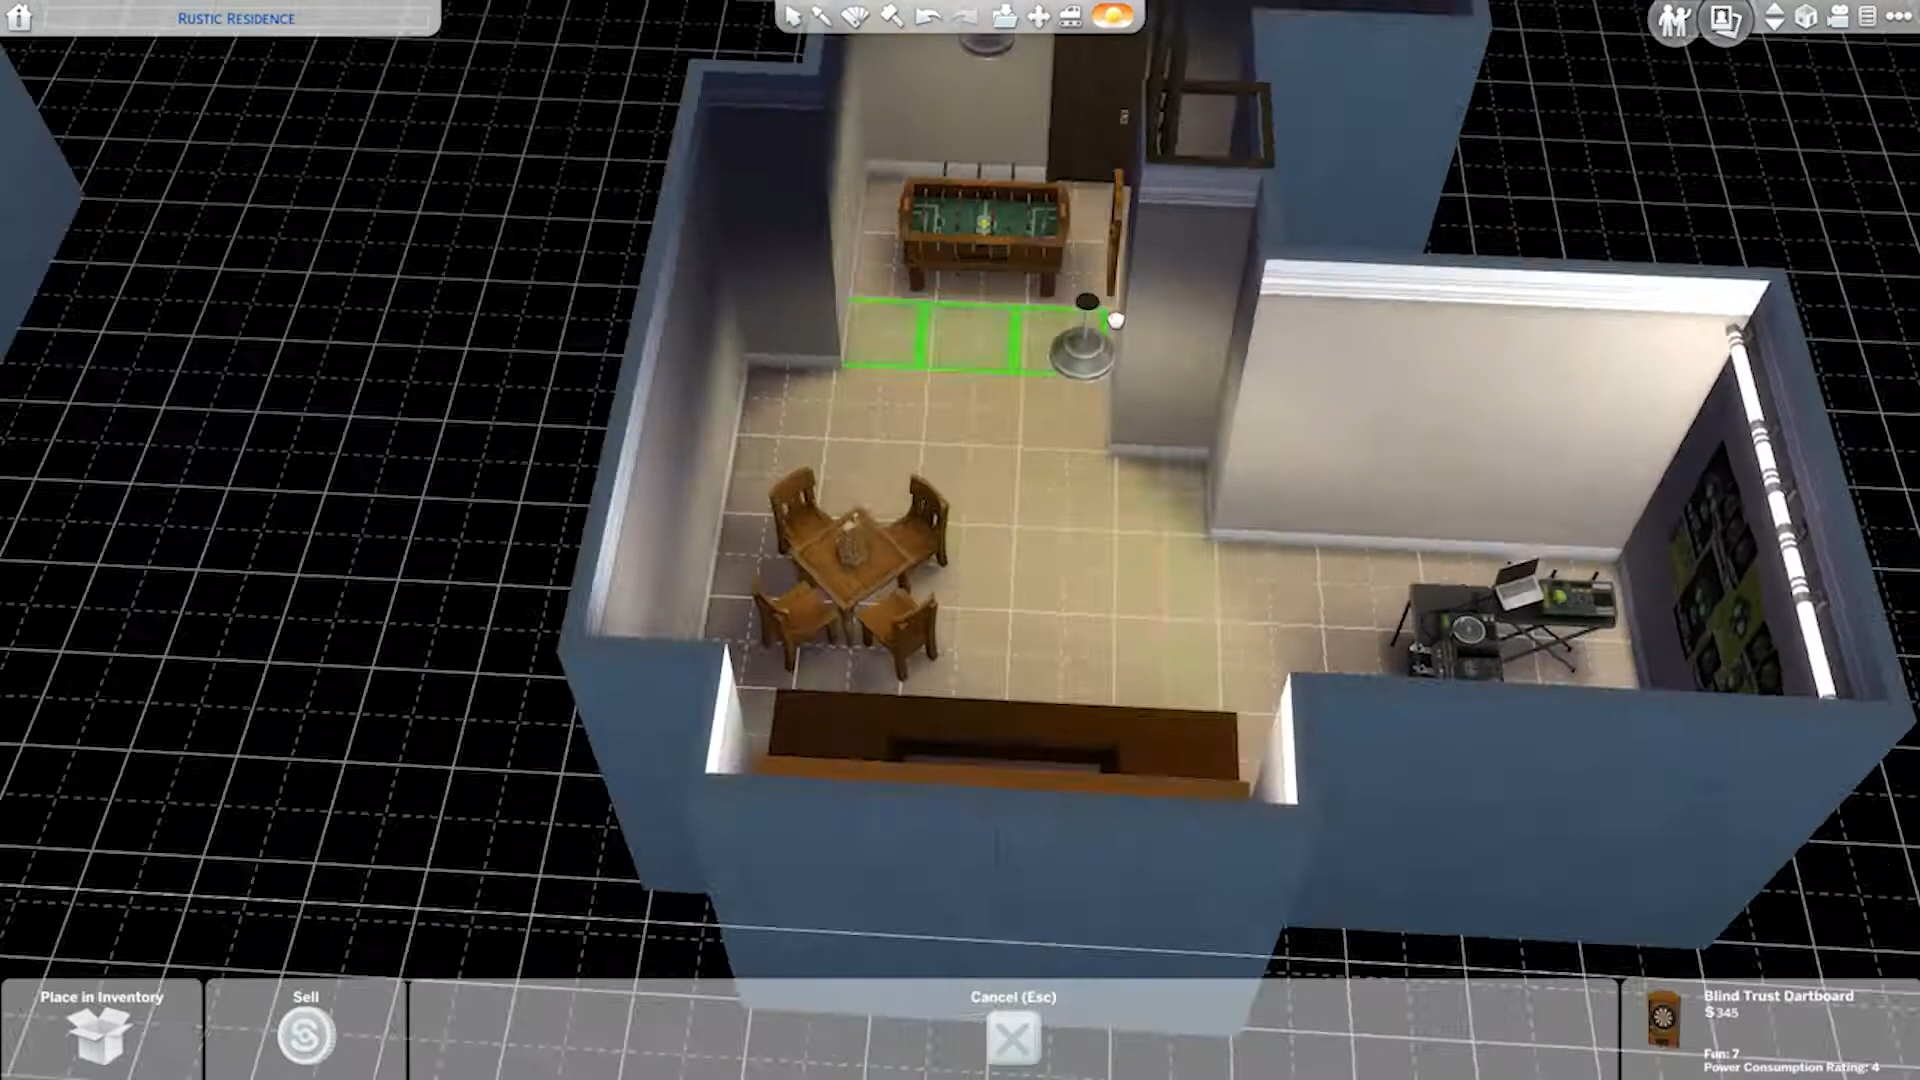 RUSTIC RESIDENCE
Place in Inventory
Sell
Cancel (Esc)
Blind Trust Dartboard
§345
Fun: 7
Power Consumption Rating: 4